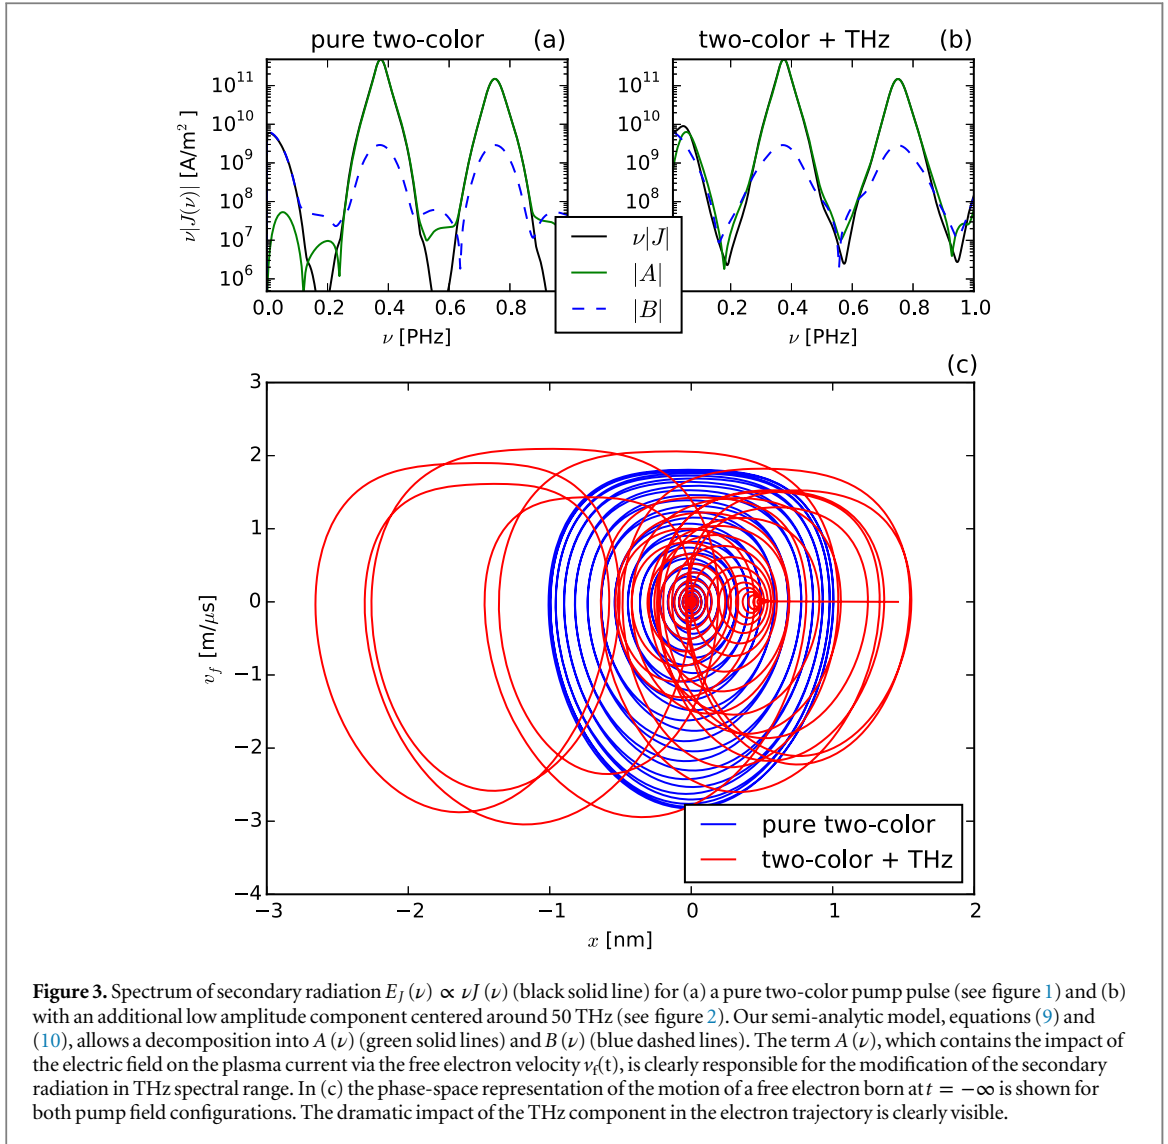 pure two-color
(a)
two-color + THz
(b)
ν|J(ν)| [A/m²]
10¹¹
10¹⁰
10⁹
10⁸
10⁷
10⁶
0.0 0.2 0.4 0.6 0.8
ν [PHz]
10¹¹
10¹⁰
10⁹
10⁸
0.2 0.4 0.6 0.8 1.0
ν [PHz]
ν|J|
|A|
|B|
(c)
3
2
1
0
−1
−2
−3
−4
v_f [m/μs]
−3 −2 −1 0 1 2
x [nm]
pure two-color
two-color + THz
Figure 3. Spectrum of secondary radiation E_J (ν) ∝ νJ (ν) (black solid line) for (a) a pure two-color pump pulse (see figure 1) and (b)
with an additional low amplitude component centered around 50 THz (see figure 2). Our semi-analytic model, equations (9) and
(10), allows a decomposition into A (ν) (green solid lines) and B (ν) (blue dashed lines). The term A (ν), which contains the impact of
the electric field on the plasma current via the free electron velocity v_f(t), is clearly responsible for the modification of the secondary
radiation in THz spectral range. In (c) the phase-space representation of the motion of a free electron born at t = −∞ is shown for
both pump field configurations. The dramatic impact of the THz component in the electron trajectory is clearly visible.